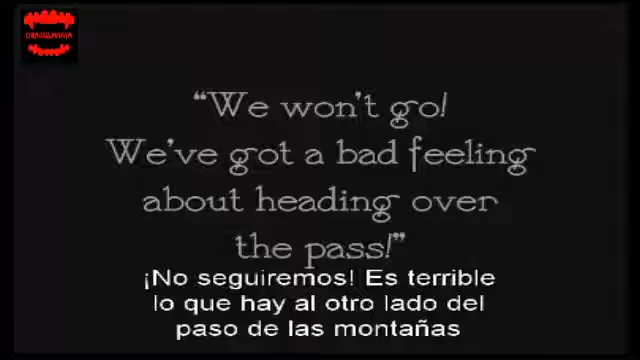 "We won't go!
We've got a bad feeling
about heading over
the pass!"
¡No seguiremos! Es terrible
lo que hay al otro lado del
paso de las montañas